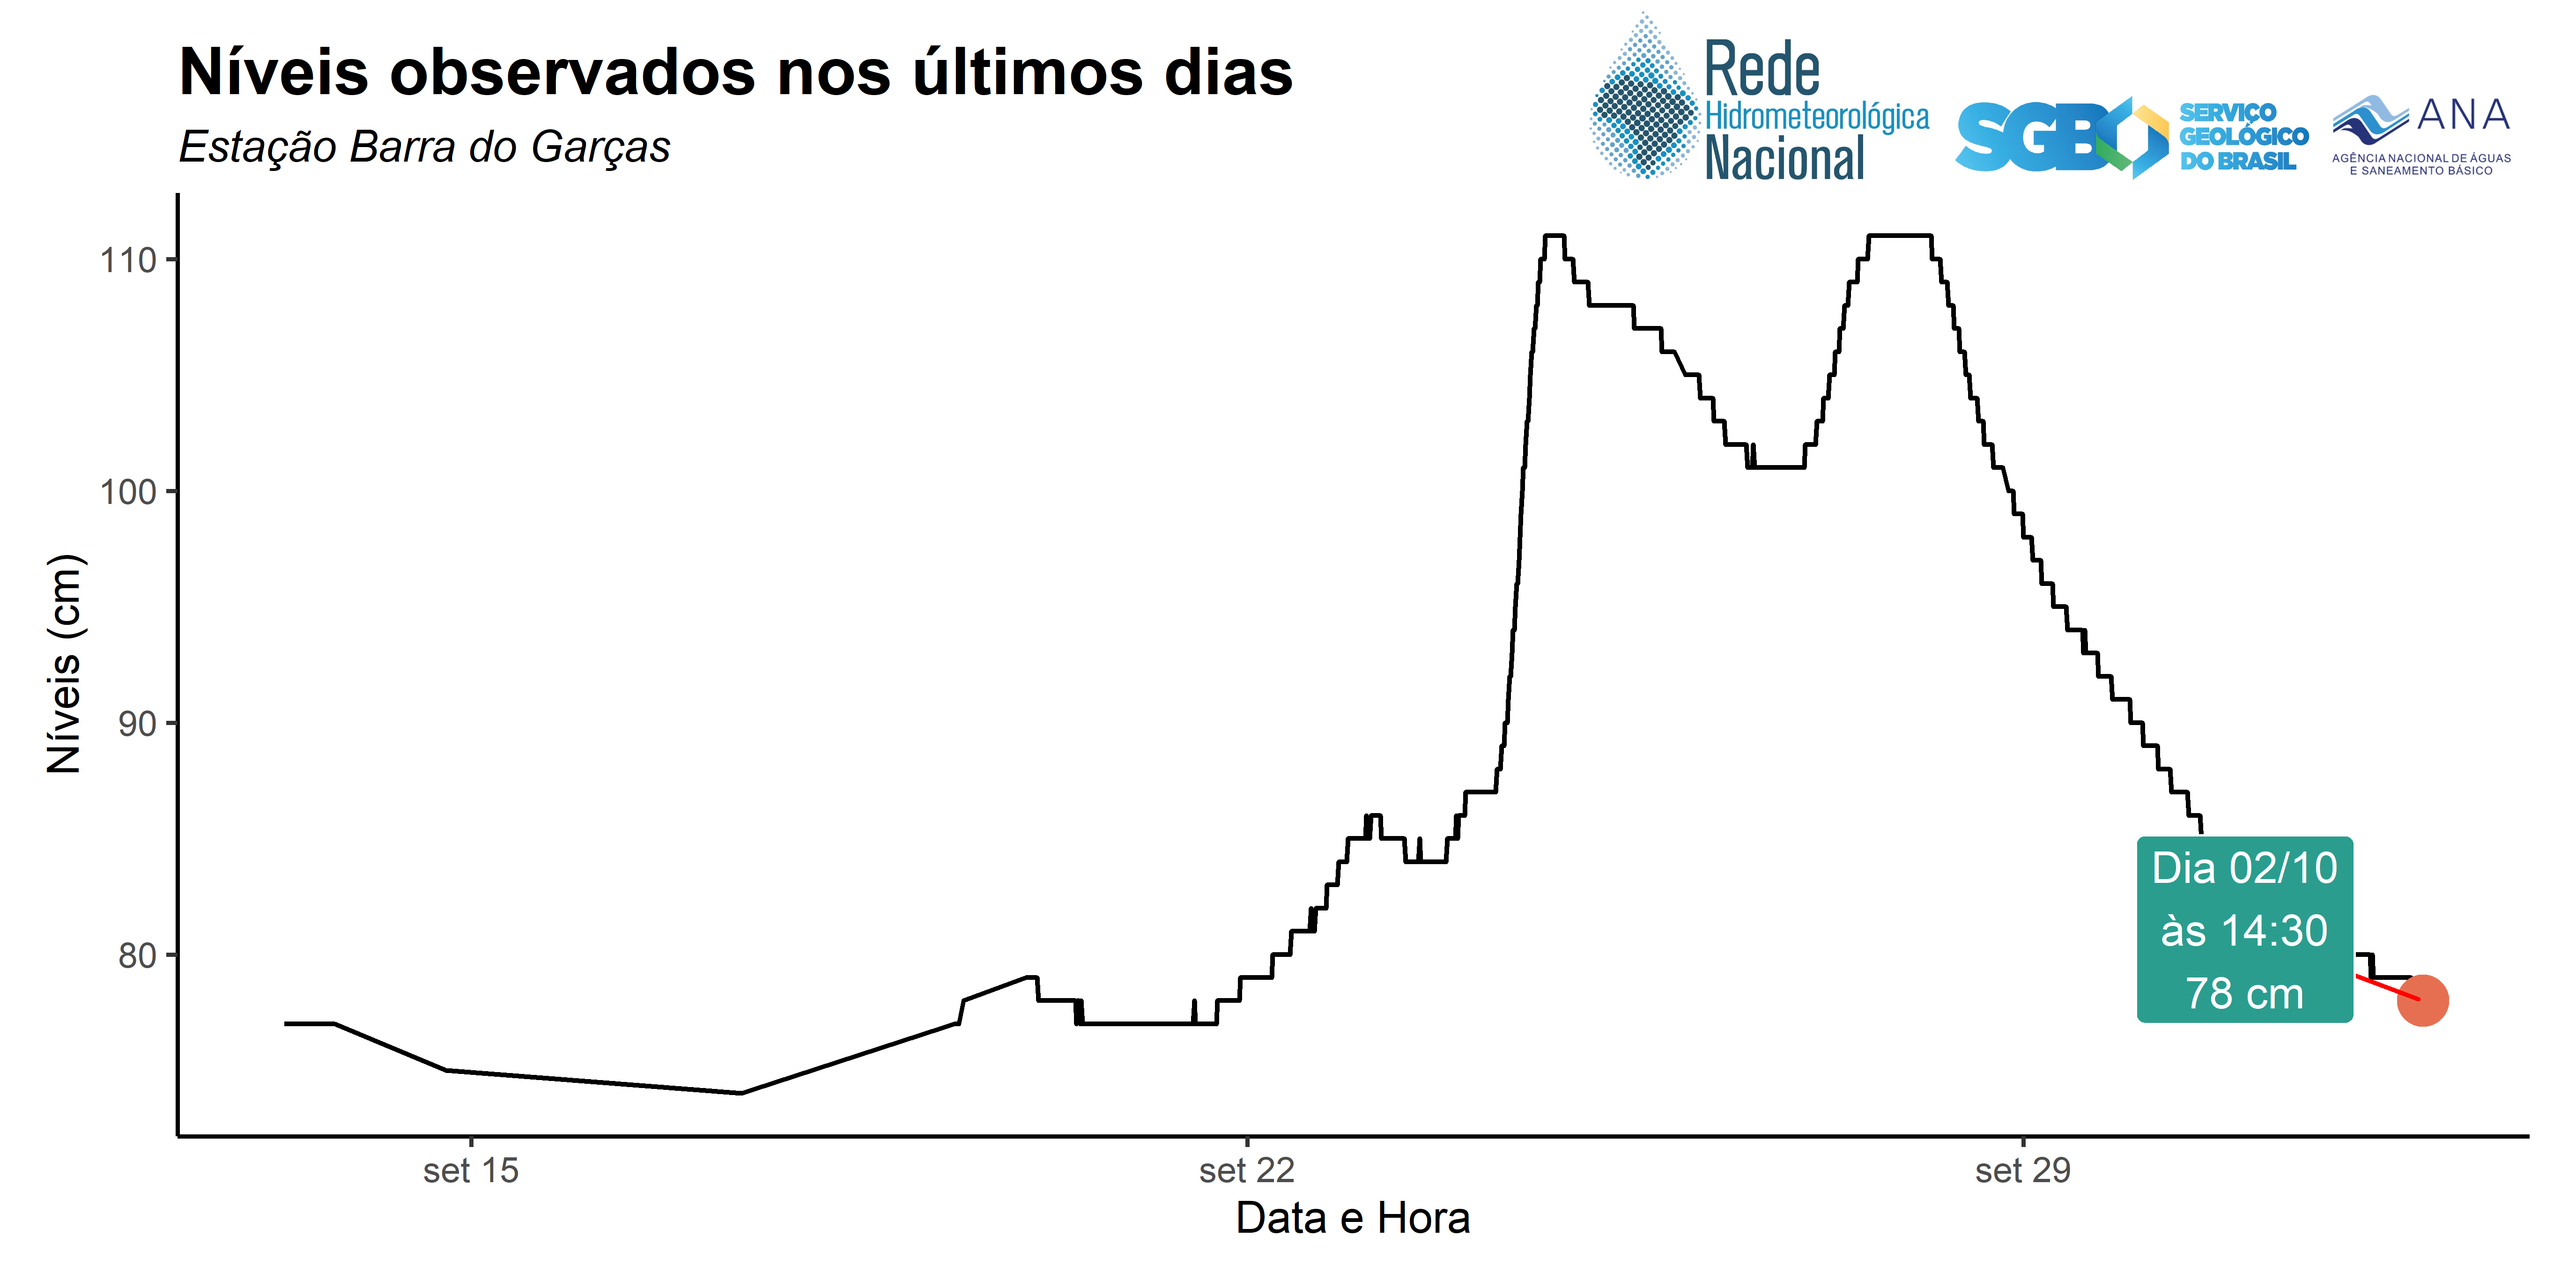 Níveis observados nos últimos dias
Estação Barra do Garças
Rede
Hidrometeorológica
Nacional
SGB
SERVIÇO
GEOLÓGICO
DO BRASIL
ANA
AGÊNCIA NACIONAL DE ÁGUAS
E SANEAMENTO BÁSICO
Níveis (cm)
110
100
90
80
Dia 02/10
às 14:30
78 cm
set 15
set 22
set 29
Data e Hora